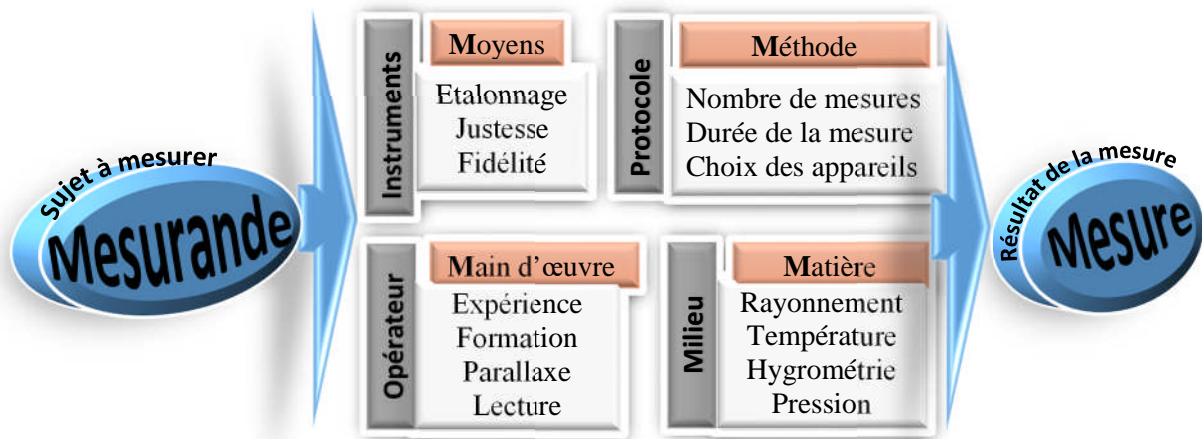 Sujet à mesurer
Mesurande
Instruments
Moyens
Etalonnage
Justesse
Fidélité
Protocole
Méthode
Nombre de mesures
Durée de la mesure
Choix des appareils
Opérateur
Main d'œuvre
Expérience
Formation
Parallaxe
Lecture
Milieu
Matière
Rayonnement
Température
Hygrométrie
Pression
Résultat de la mesure
Mesure